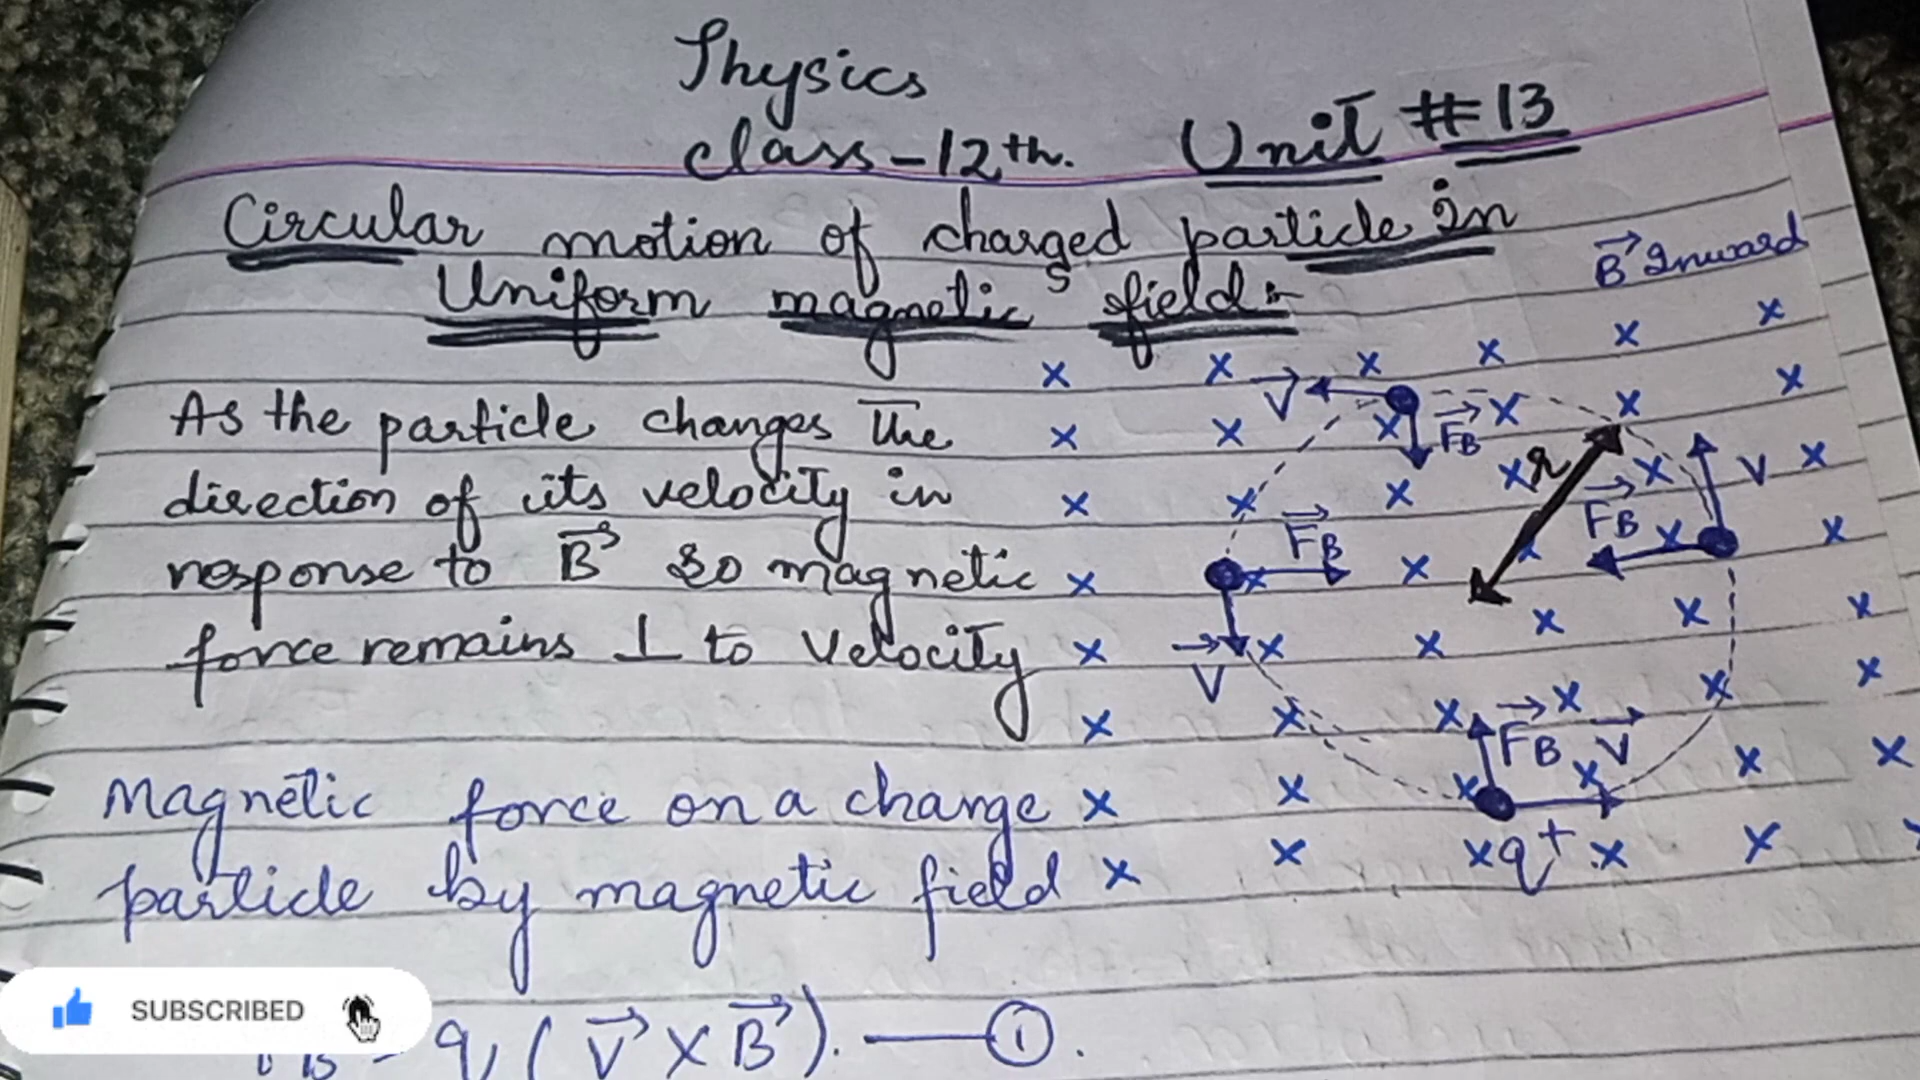 Physics
class-12th. Unit #13
Circular motion of charged particle In
Uniform magnetic field:-
B Inward
As the particle changes the
direction of its velocity in
response to B So magnetic
force remains ⊥ to velocity
V
FB
r
FB
V
FB
V
FB V
q+
Magnetic force on a charge
particle by magnetic field
SUBSCRIBED
FB = q (V × B). —①.